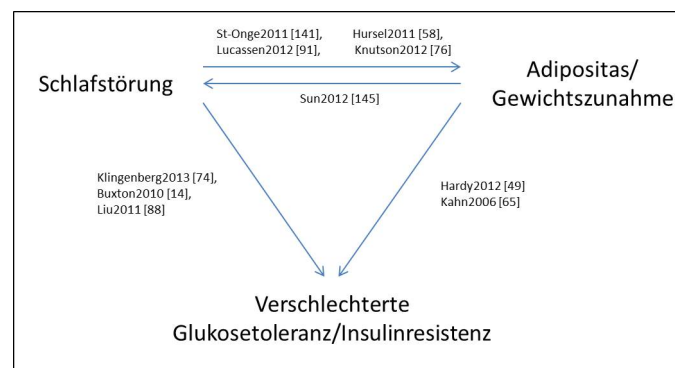 St-Onge2011 [141],
Lucassen2012 [91],
Hursel2011 [58],
Knutson2012 [76]
Schlafstörung
Adipositas/
Gewichtszunahme
Sun2012 [145]
Klingenberg2013 [74],
Buxton2010 [14],
Liu2011 [88]
Hardy2012 [49]
Kahn2006 [65]
Verschlechterte
Glukosetoleranz/Insulinresistenz